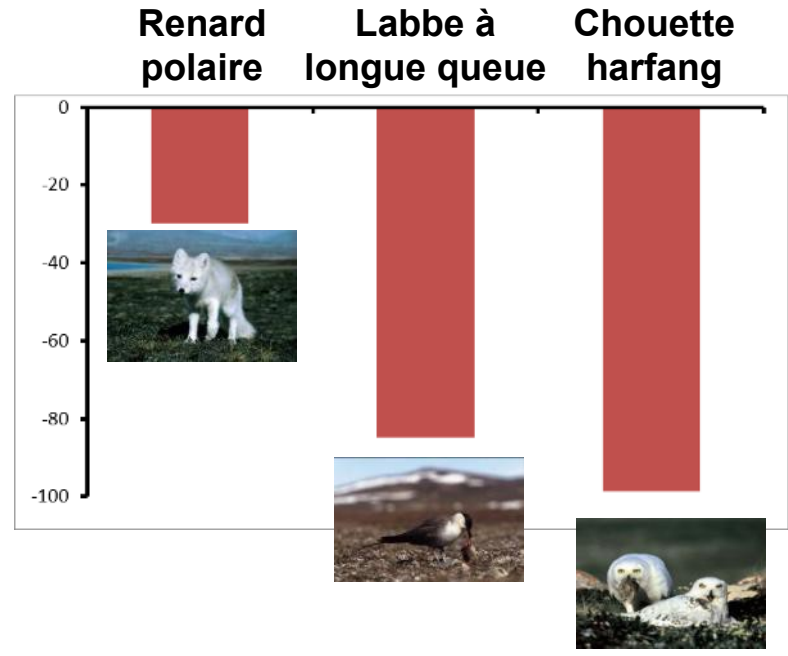 Renard
polaire
Labbe à
longue queue
Chouette
harfang
0
-20
-40
-60
-80
-100